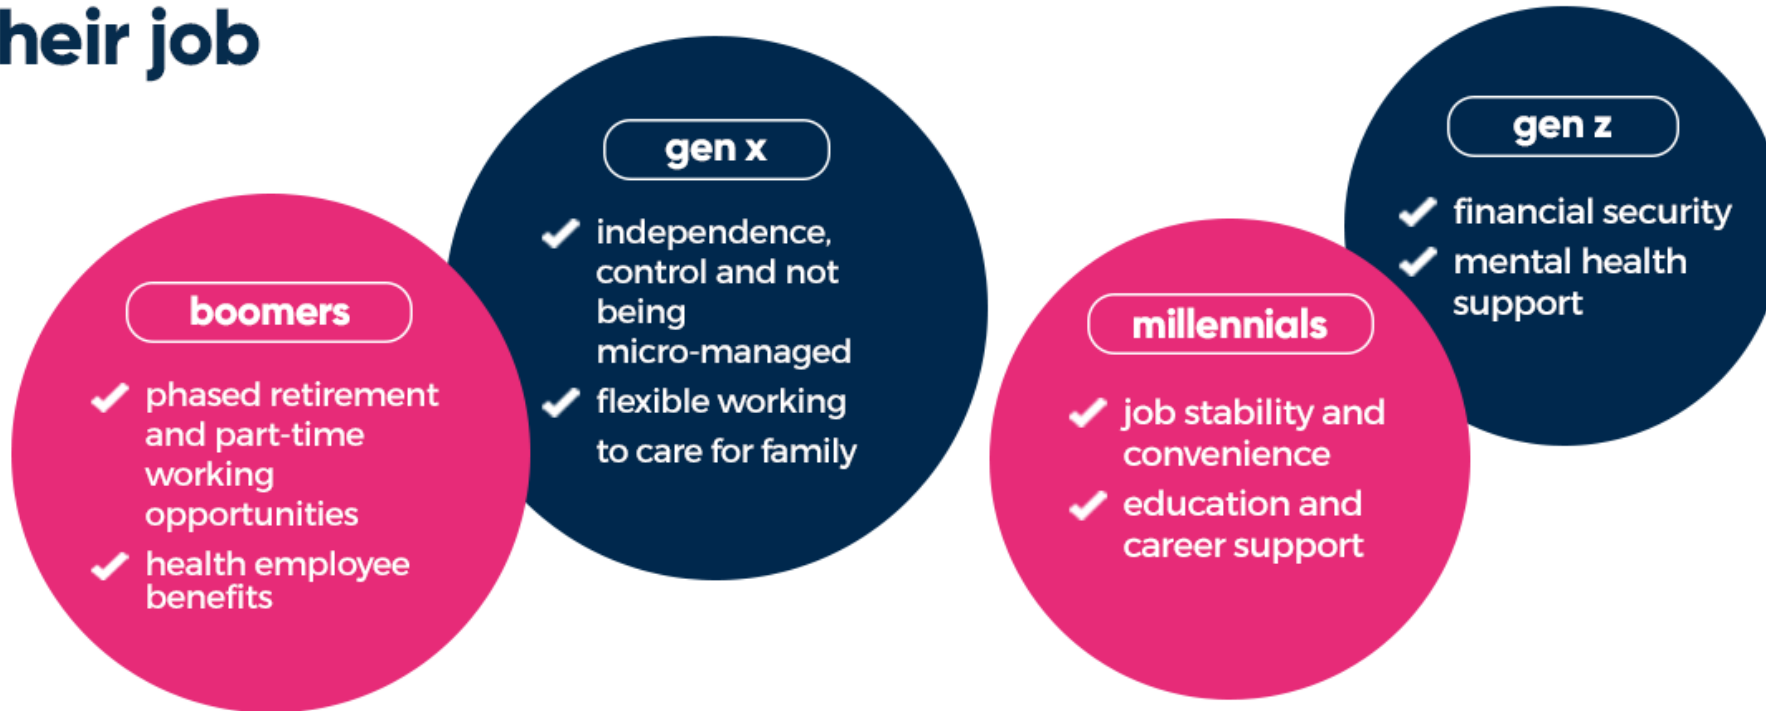 heir job
boomers
phased retirement
and part-time
working
opportunities
health employee
benefits
gen x
independence,
control and not
being
micro-managed
flexible working
to care for family
millennials
job stability and
convenience
education and
career support
gen z
financial security
mental health
support